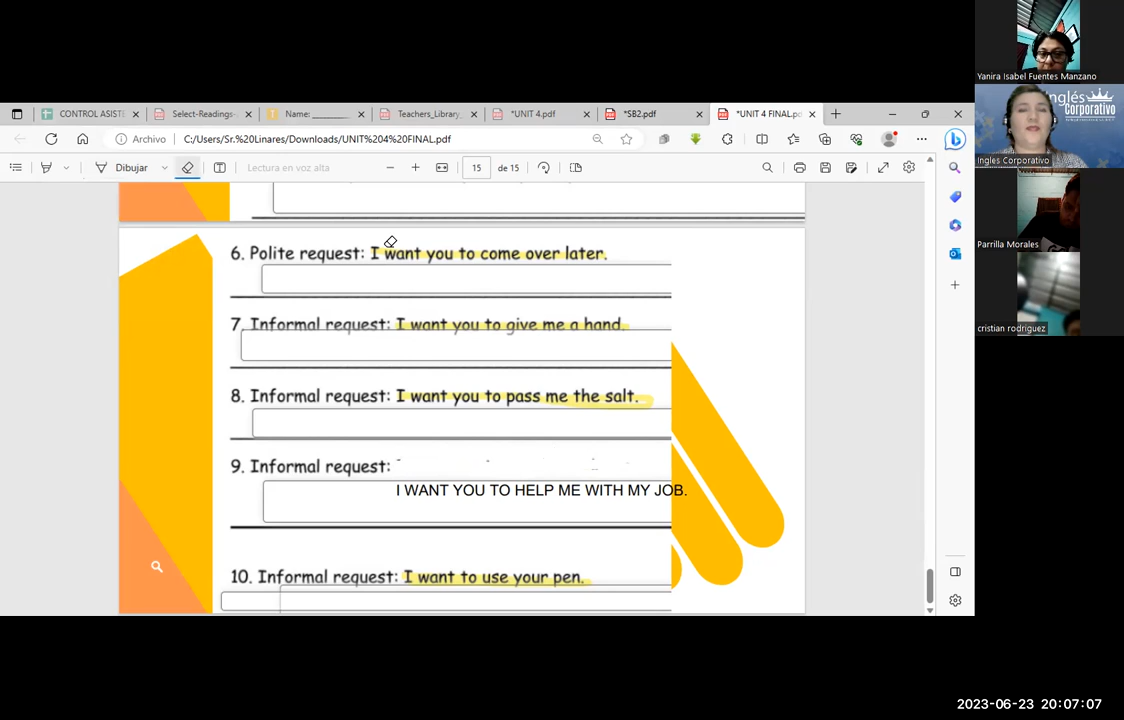 CONTROL ASIST
Select-Readings-
Name: ________
Teachers_Library_
*UNIT 4.pdf
*SB2.pdf
*UNIT 4 FINAL.pd
Archivo
C:/Users/Sr.%20Linares/Downloads/UNIT%204%20FINAL.pdf
Dibujar
Lectura en voz alta
15
de 15
6. Polite request: I want you to come over later.
7. Informal request: I want you to give me a hand.
8. Informal request: I want you to pass me the salt.
9. Informal request:
I WANT YOU TO HELP ME WITH MY JOB.
10. Informal request: I want to use your pen.
Yanira Isabel Fuentes Manzano
Inglés
Corporativo
Ingles Corporativo
Parrilla Morales
cristian rodriguez
2023-06-23 20:07:07